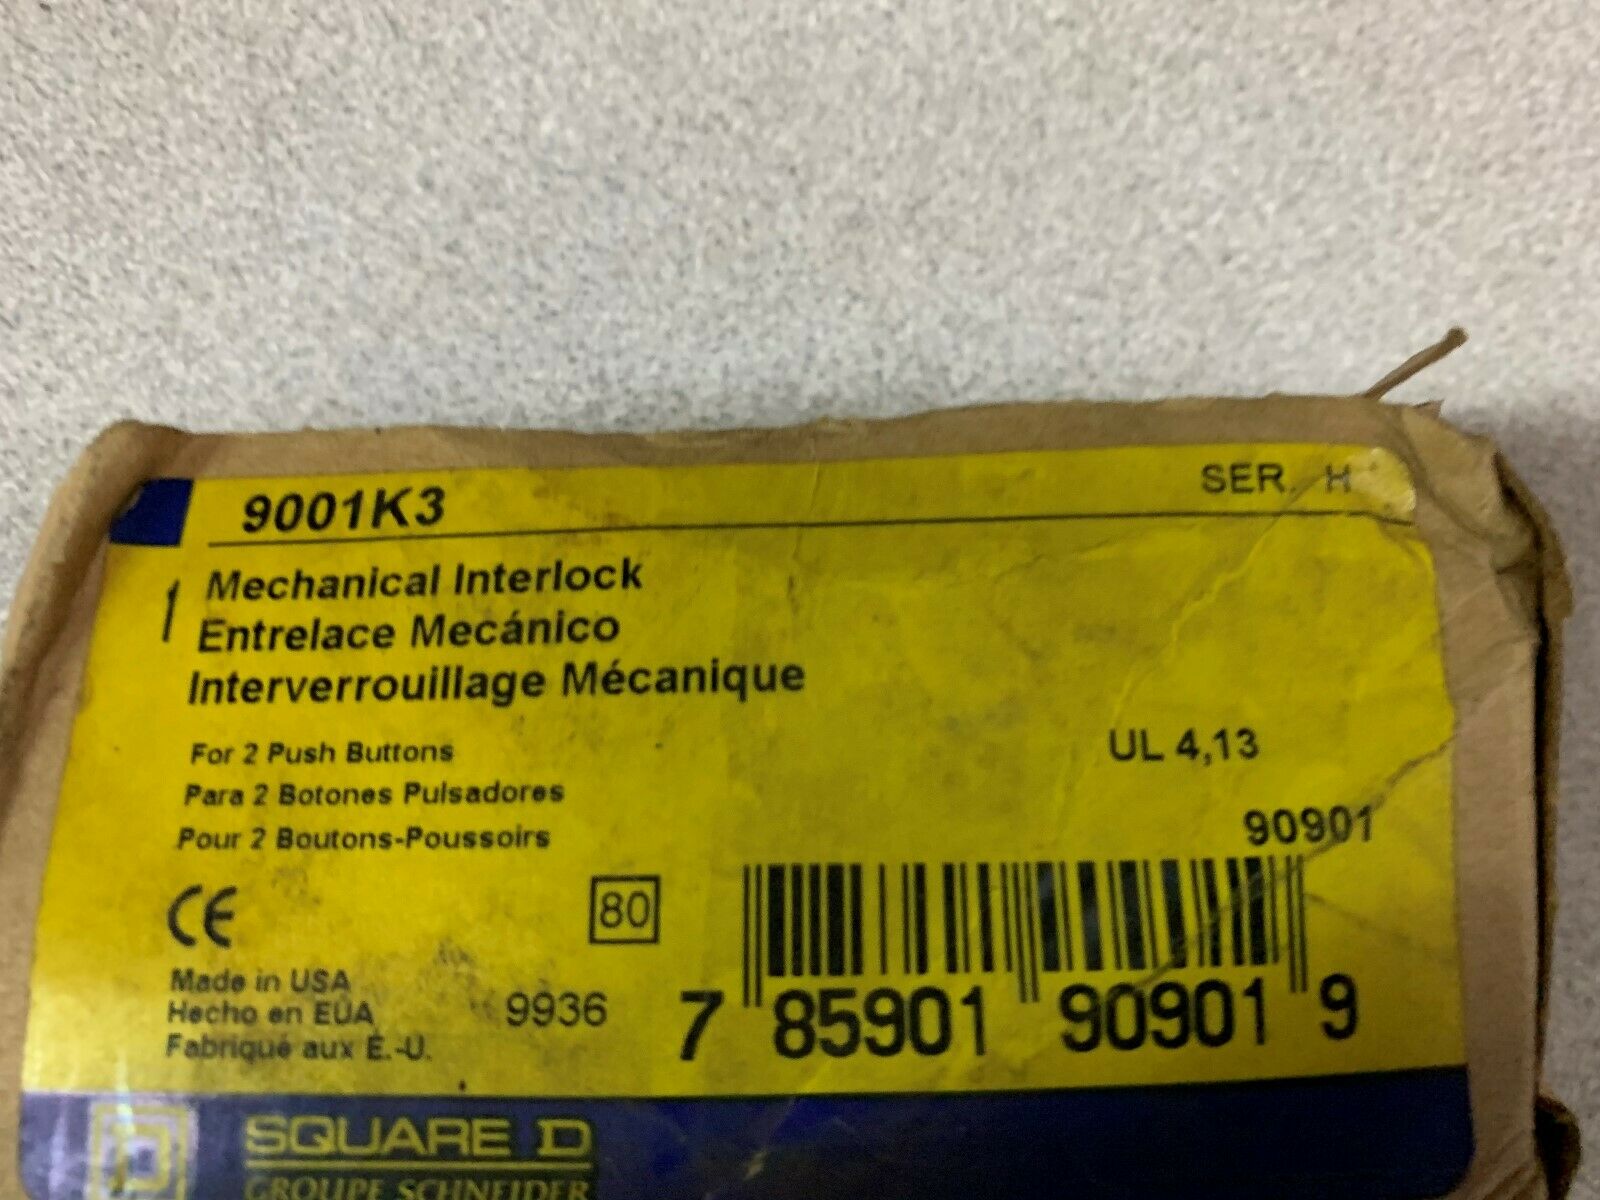 9001K3
SER. H
1
Mechanical Interlock
Entrelace Mecánico
Interverrouillage Mécanique
For 2 Push Buttons
Para 2 Botones Pulsadores
Pour 2 Boutons-Poussoirs
UL 4,13
90901
CE
80
Made in USA
Hecho en EUA
Fabriqué aux É.-U.
9936
7 85901 90901 9
D
SQUARE D
GROUPE SCHNEIDER